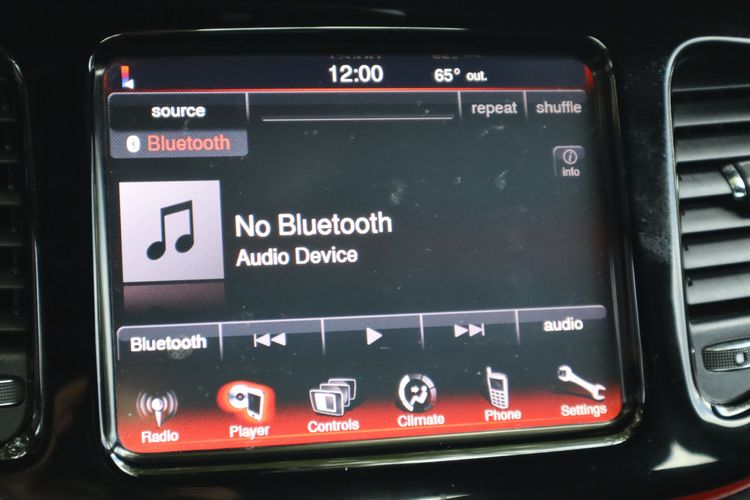 12:00 65° out.
source repeat shuffle
Bluetooth
info
No Bluetooth
Audio Device
Bluetooth audio
Radio Player Controls Climate Phone Settings